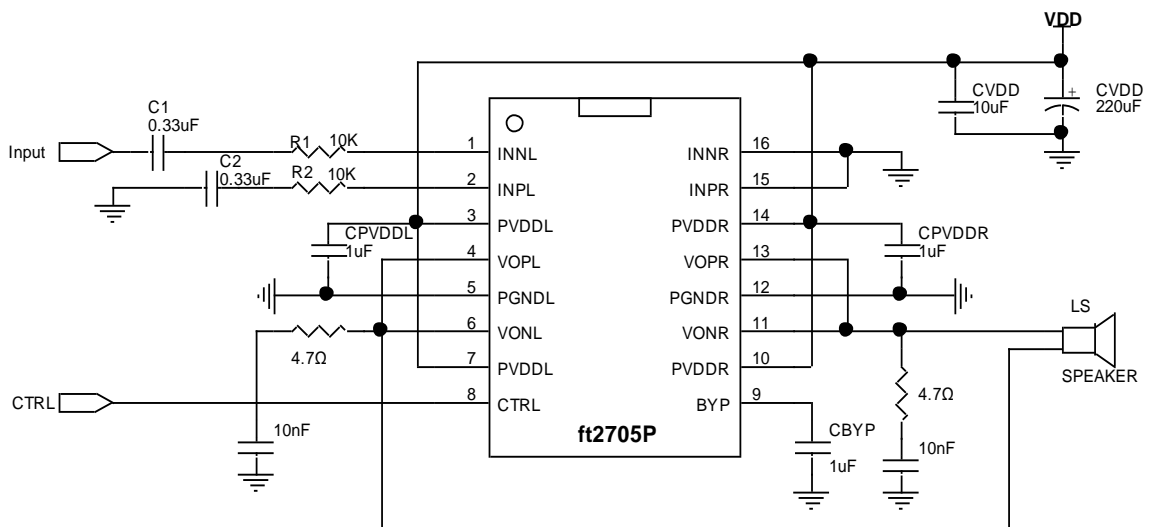 VDD
CVDD
10uF
+
CVDD
220uF
C1
0.33uF
Input
R1 10K
1
INNL
INNR
16
C2
0.33uF
R2 10K
2
INPL
INPR
15
3
PVDDL
PVDDR
14
CPVDDL
1uF
CPVDDR
1uF
4
VOPL
VOPR
13
5
PGNDL
PGNDR
12
6
VONL
VONR
11
LS
SPEAKER
4.7Ω
7
PVDDL
PVDDR
10
4.7Ω
CTRL
8
CTRL
BYP
9
10nF
ft2705P
CBYP
1uF
10nF